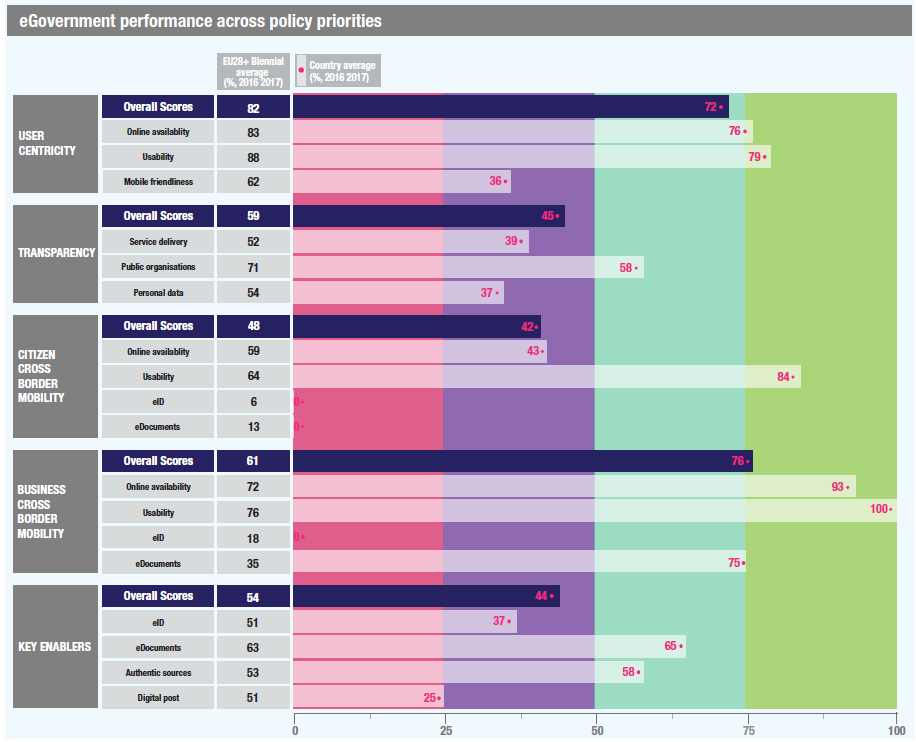 eGovernment performance across policy priorities
EU28+ Biennial
average
(%, 2016 2017)
Country average
(%, 2016 2017)
USER
CENTRICITY
Overall Scores 82 72
Online availablity 83 76
Usability 88 79
Mobile friendliness 62 36
TRANSPARENCY
Overall Scores 59 45
Service delivery 52 39
Public organisations 71 58
Personal data 54 37
CITIZEN
CROSS
BORDER
MOBILITY
Overall Scores 48 42
Online availablity 59 43
Usability 64 84
eID 6 0
eDocuments 13 0
BUSINESS
CROSS
BORDER
MOBILITY
Overall Scores 61 76
Online availability 72 93
Usability 76 100
eID 18 0
eDocuments 35 75
KEY ENABLERS
Overall Scores 54 44
eID 51 37
eDocuments 63 65
Authentic sources 53 58
Digital post 51 25
0 25 50 75 100